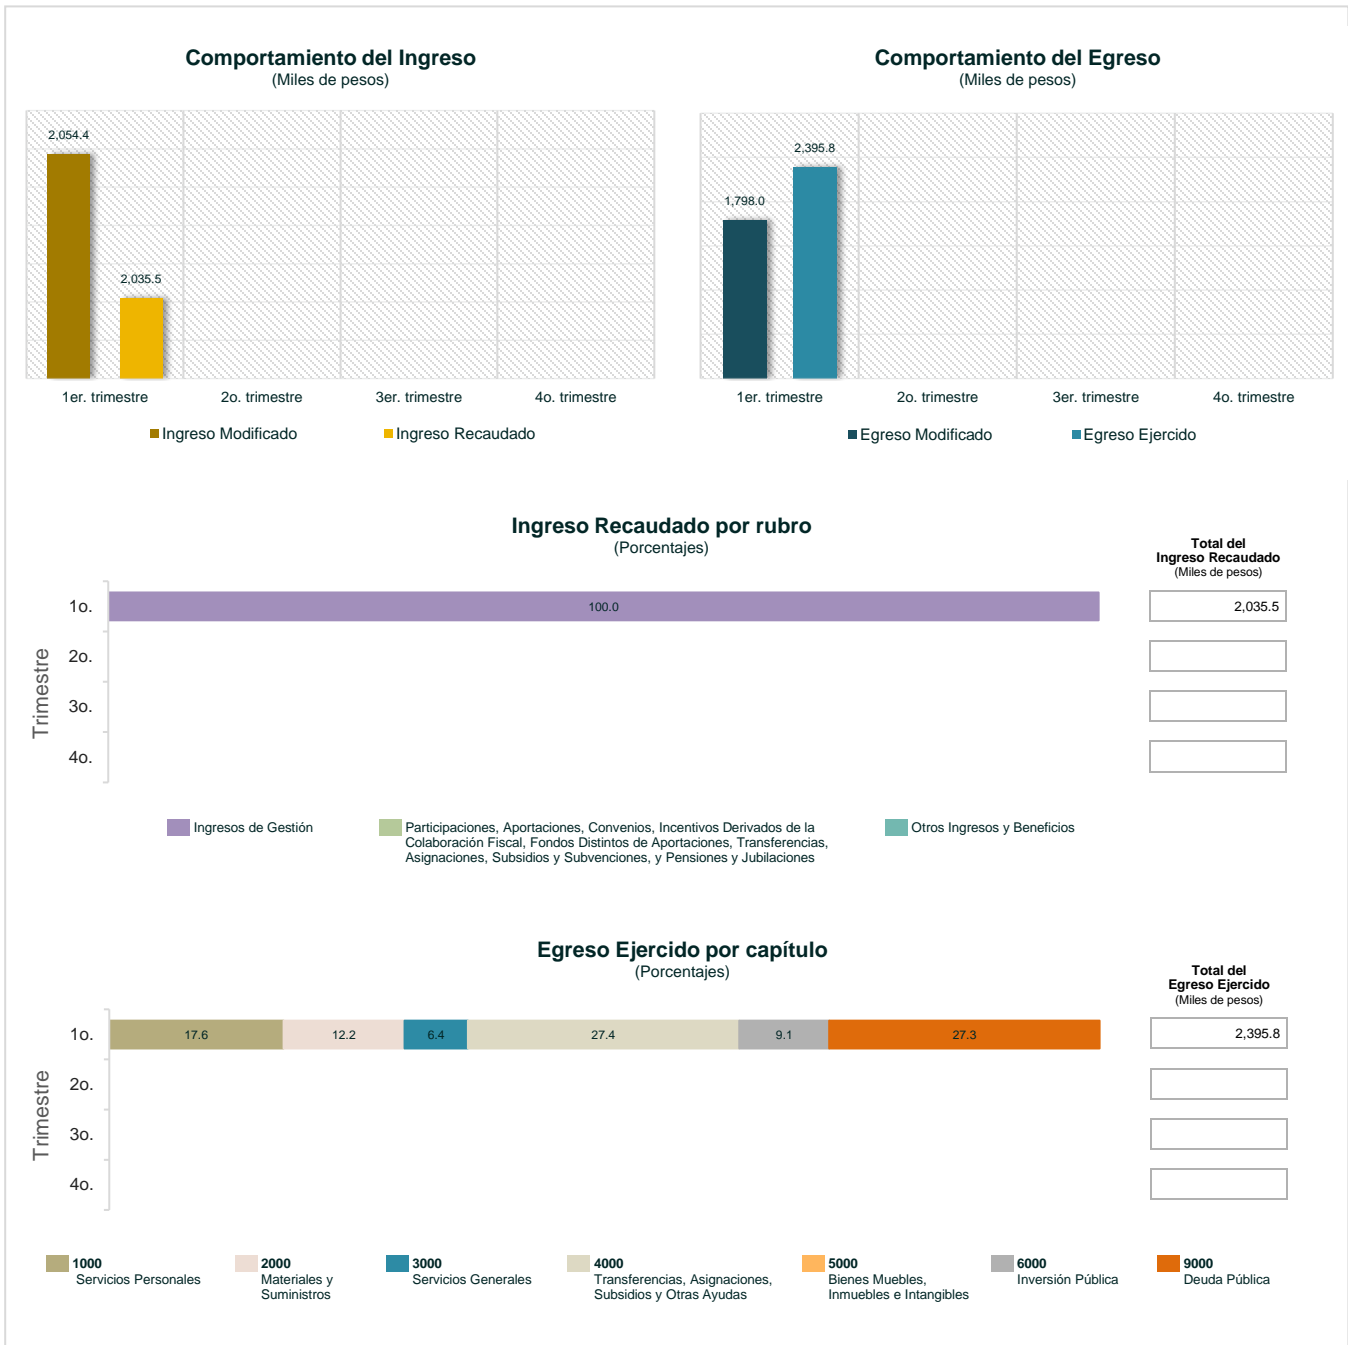 Comportamiento del Ingreso
(Miles de pesos)
2,054.4
2,035.5
1er. trimestre
2o. trimestre
3er. trimestre
4o. trimestre
Ingreso Modificado
Ingreso Recaudado
Comportamiento del Egreso
(Miles de pesos)
1,798.0
2,395.8
1er. trimestre
2o. trimestre
3er. trimestre
4o. trimestre
Egreso Modificado
Egreso Ejercido
Ingreso Recaudado por rubro
(Porcentajes)
Total del
Ingreso Recaudado
(Miles de pesos)
Trimestre
1o.
100.0
2,035.5
2o.
3o.
4o.
Ingresos de Gestión
Participaciones, Aportaciones, Convenios, Incentivos Derivados de la
Colaboración Fiscal, Fondos Distintos de Aportaciones, Transferencias,
Asignaciones, Subsidios y Subvenciones, y Pensiones y Jubilaciones
Otros Ingresos y Beneficios
Egreso Ejercido por capítulo
(Porcentajes)
Total del
Egreso Ejercido
(Miles de pesos)
Trimestre
1o.
17.6
12.2
6.4
27.4
9.1
27.3
2,395.8
2o.
3o.
4o.
1000
Servicios Personales
2000
Materiales y
Suministros
3000
Servicios Generales
4000
Transferencias, Asignaciones,
Subsidios y Otras Ayudas
5000
Bienes Muebles,
Inmuebles e Intangibles
6000
Inversión Pública
9000
Deuda Pública